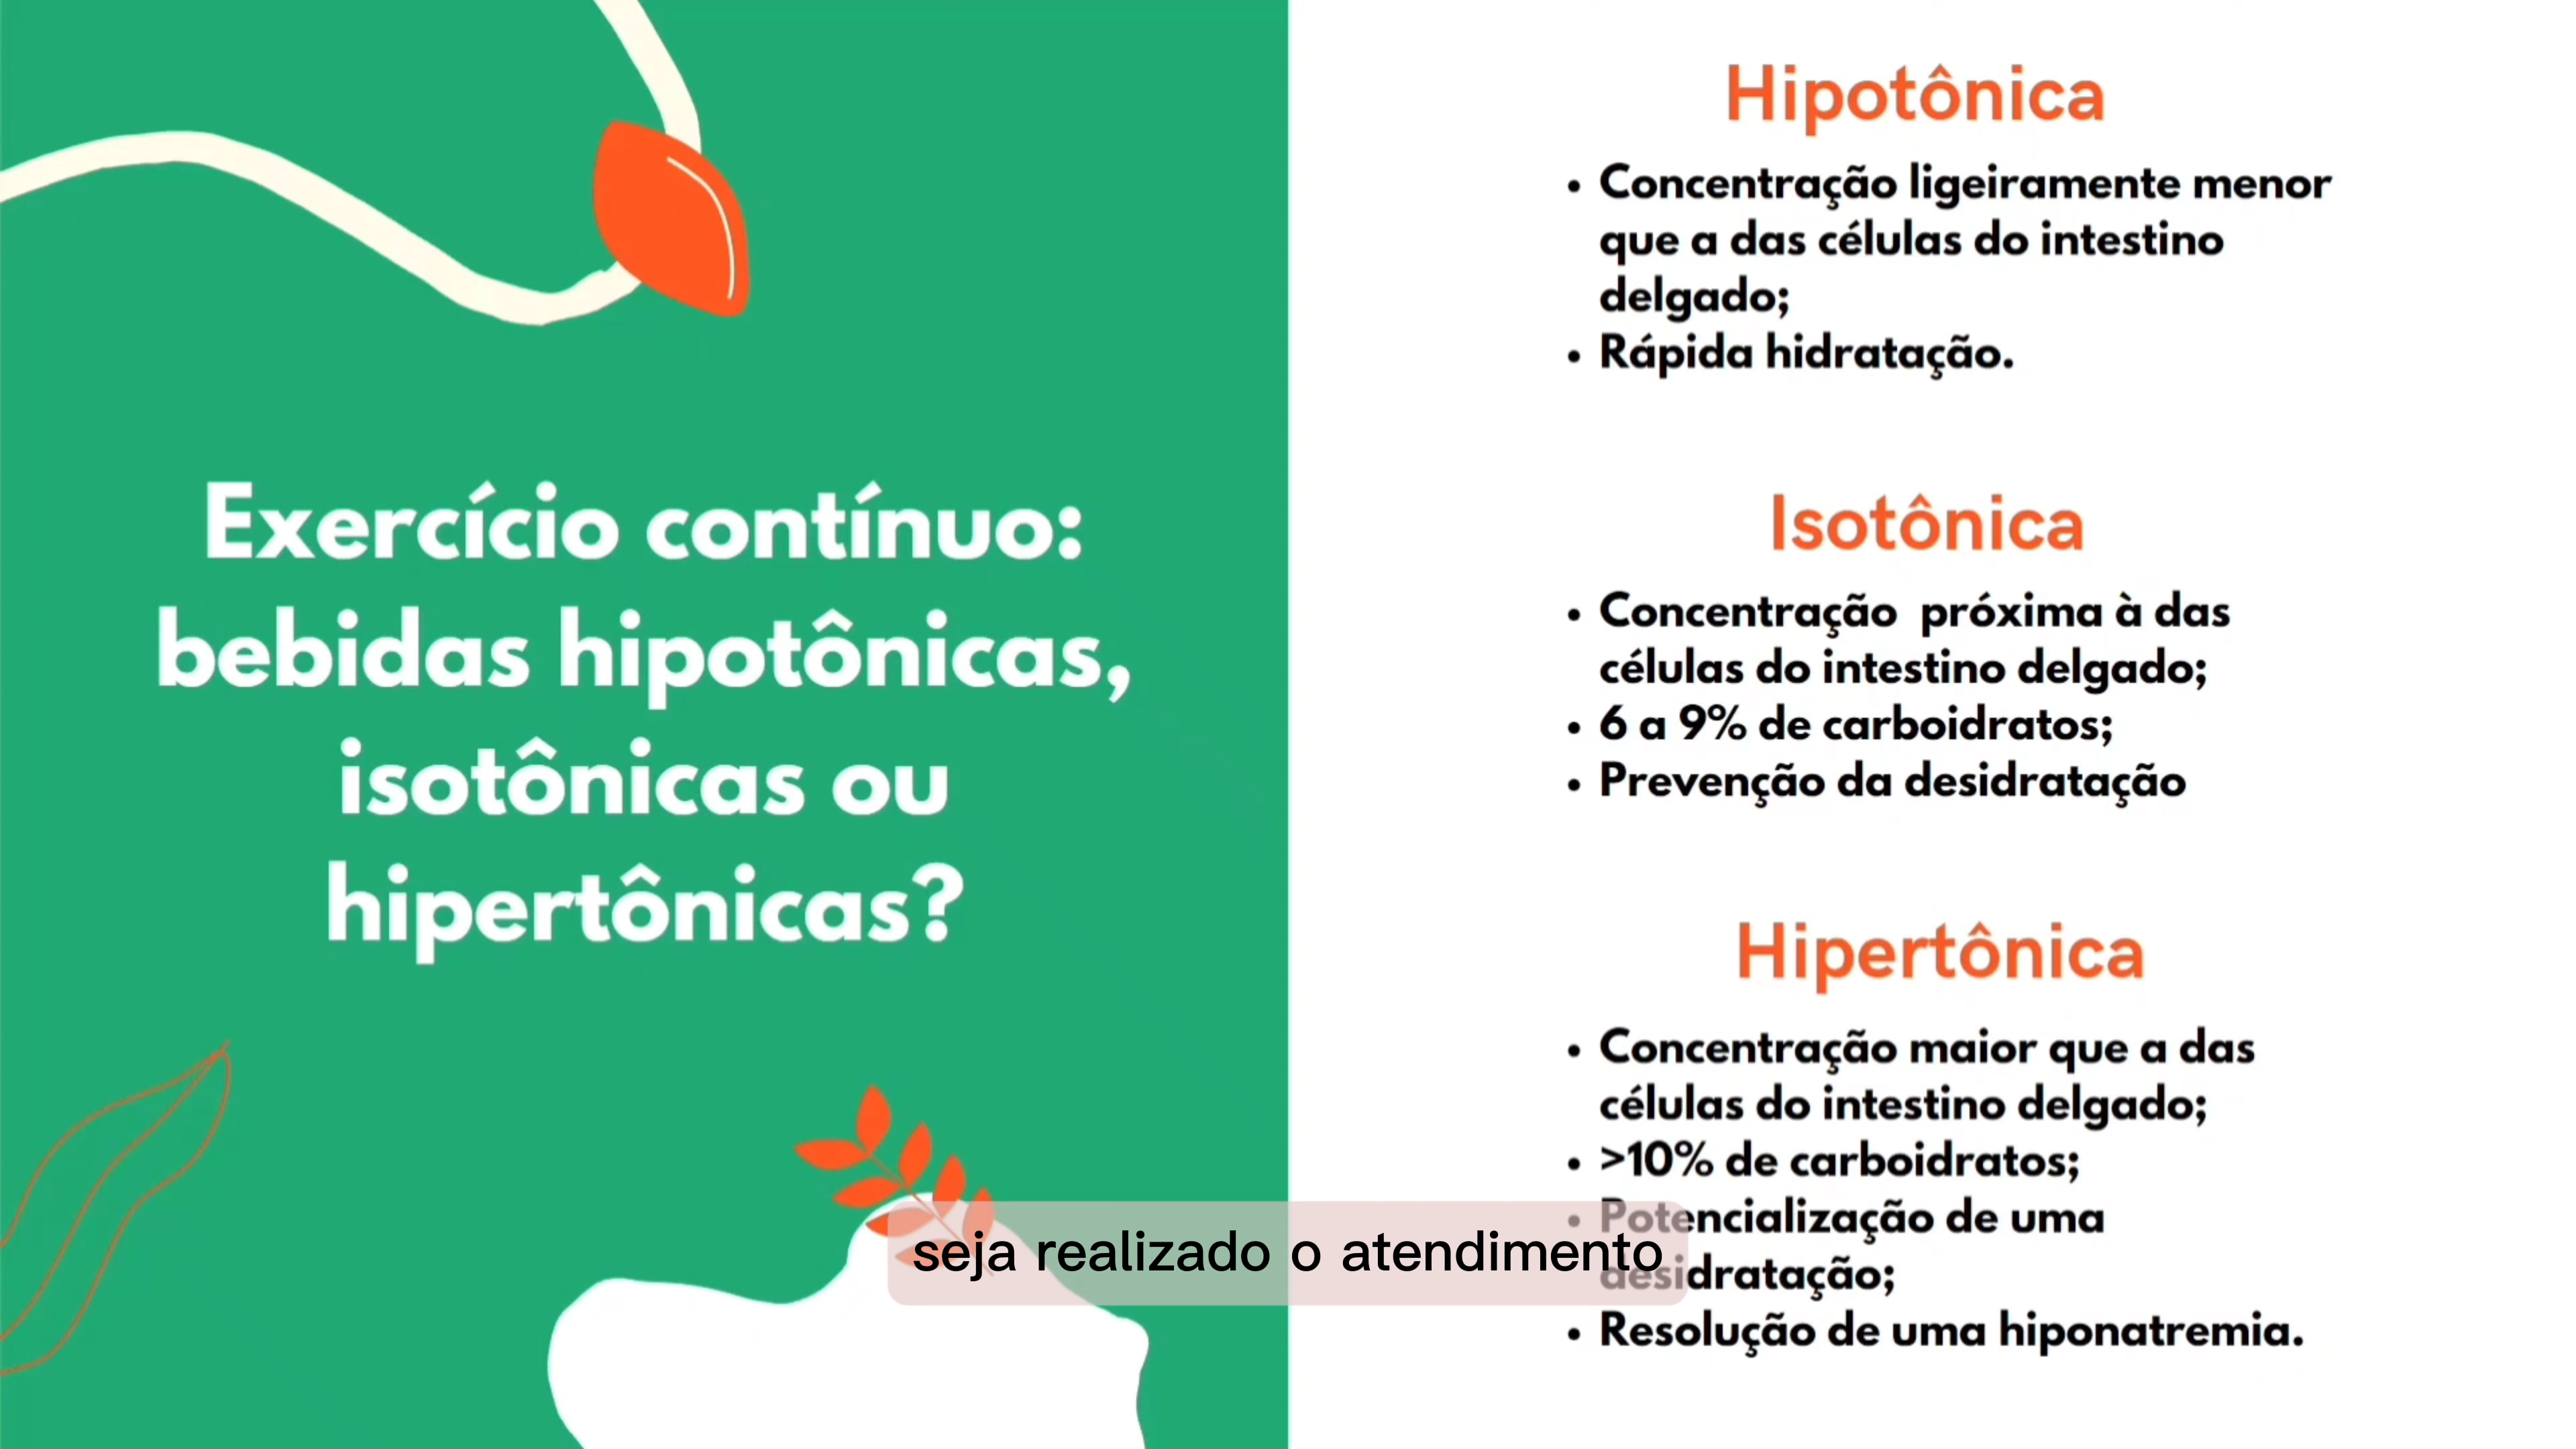 Exercício contínuo:
bebidas hipotônicas,
isotônicas ou
hipertônicas?
Hipotônica
• Concentração ligeiramente menor
que a das células do intestino
delgado;
• Rápida hidratação.
Isotônica
• Concentração  próxima à das
células do intestino delgado;
• 6 a 9% de carboidratos;
• Prevenção da desidratação
Hipertônica
• Concentração maior que a das
células do intestino delgado;
• >10% de carboidratos;
• Potencialização de uma
desidratação;
• Resolução de uma hiponatremia.
seja realizado o atendimento